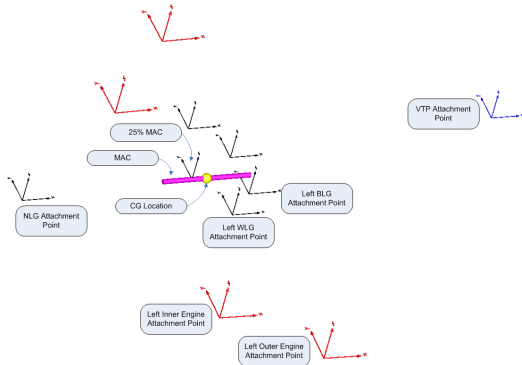 VTP Attachment
Point
25% MAC
MAC
CG Location
NLG Attachment
Point
Left BLG
Attachment Point
Left WLG
Attachment Point
Left Inner Engine
Attachment Point
Left Outer Engine
Attachment Point